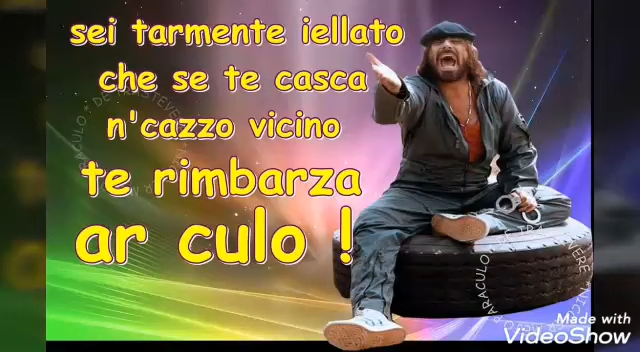 sei tarmente iellato
che se te casca
n'cazzo vicino
te rimbarza
ar culo !
Made with
VideoShow